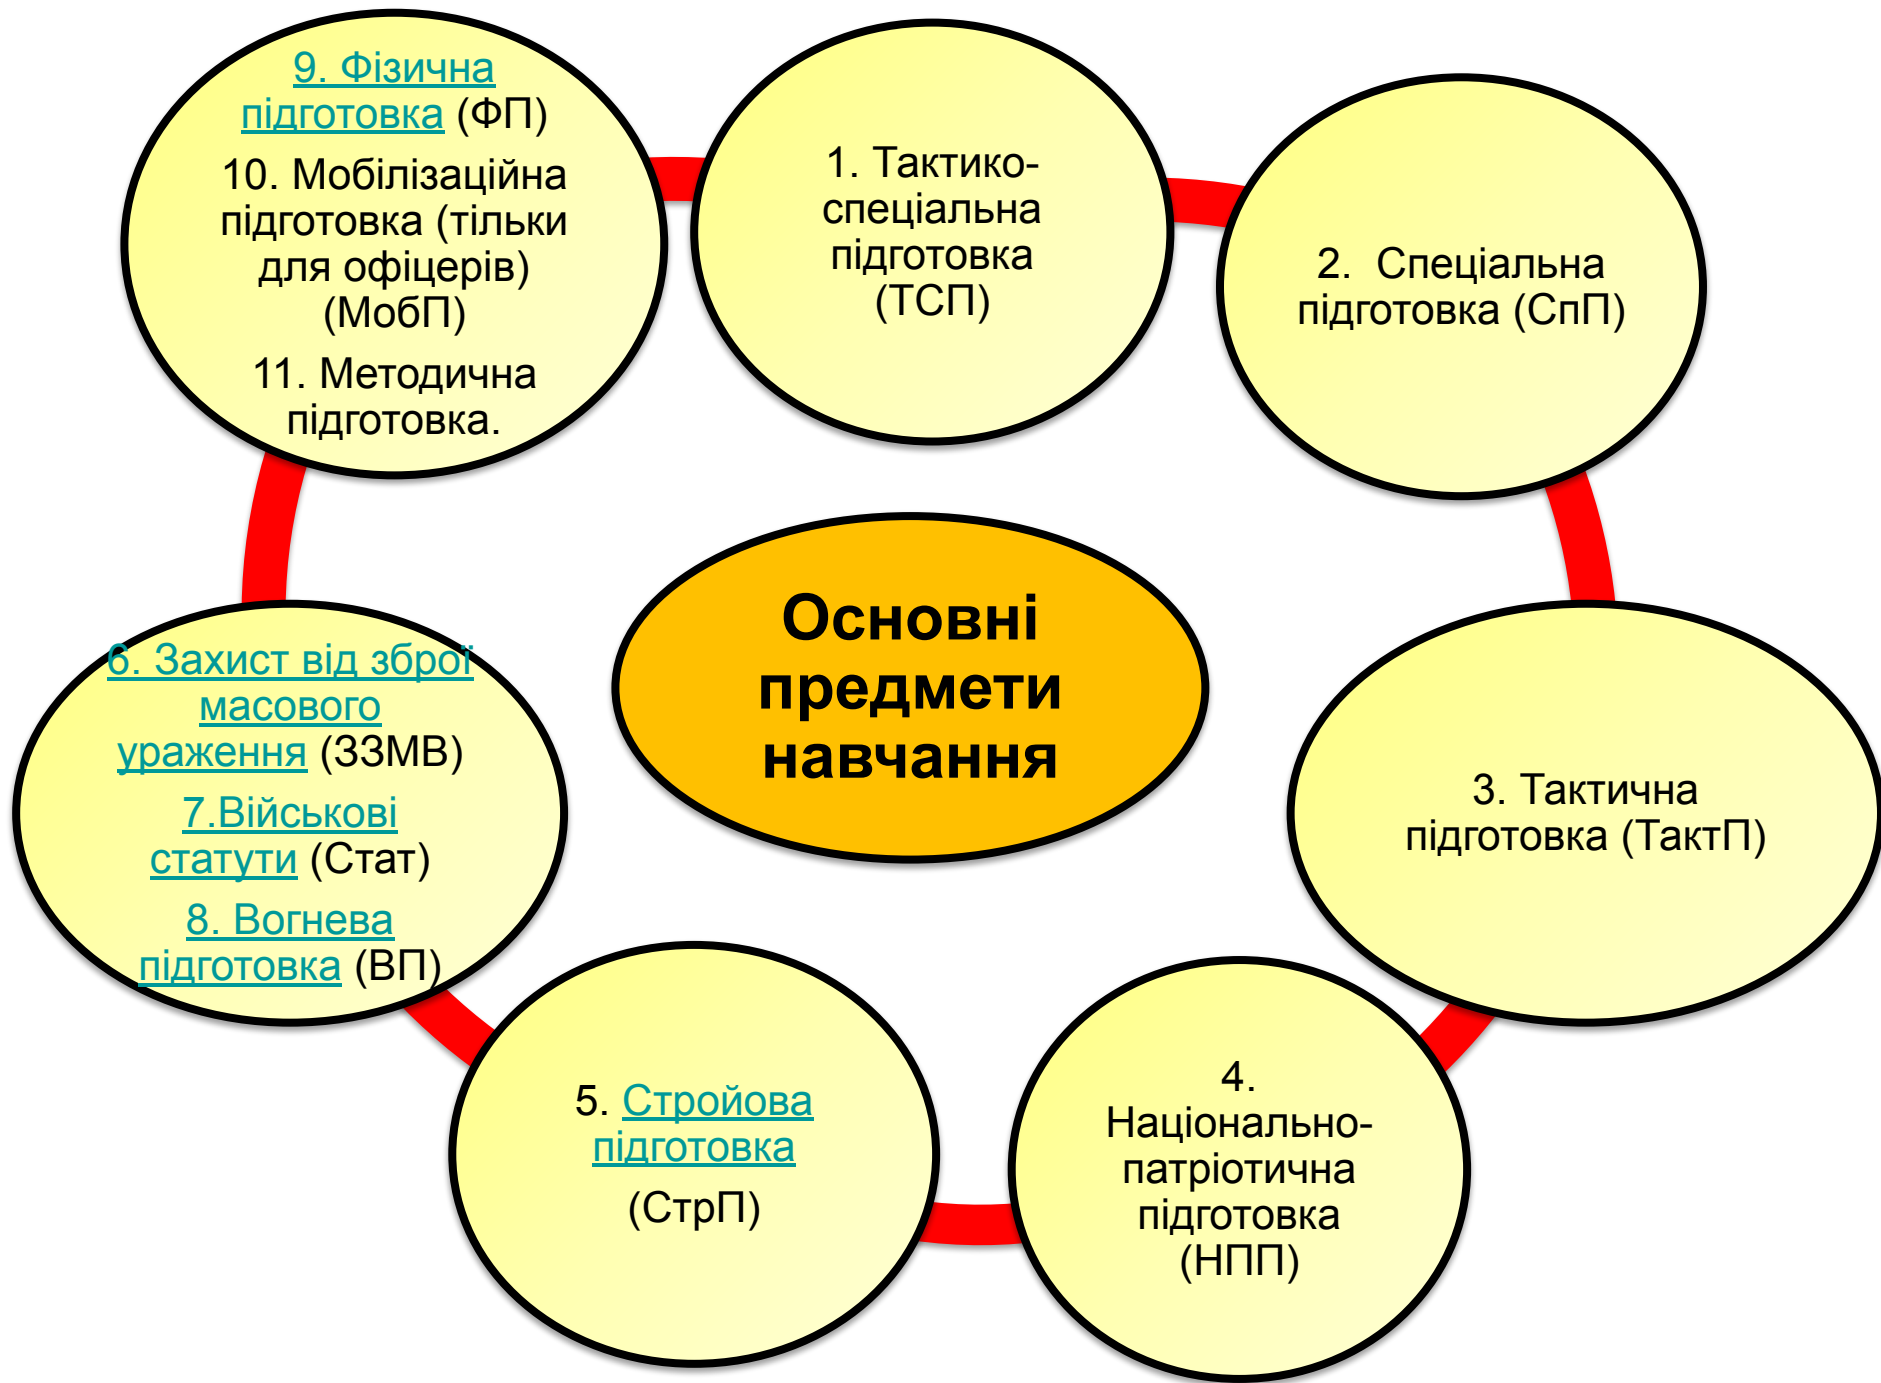 Основні
предмети
навчання
1. Тактико-
спеціальна
підготовка
(ТСП)
2. Спеціальна
підготовка (СпП)
3. Тактична
підготовка (ТактП)
4.
Національно-
патріотична
підготовка
(НПП)
5. Стройова
підготовка
(СтрП)
6. Захист від зброї
масового
ураження (ЗЗМВ)
7.Військові
статути (Стат)
8. Вогнева
підготовка (ВП)
9. Фізична
підготовка (ФП)
10. Мобілізаційна
підготовка (тільки
для офіцерів)
(МобП)
11. Методична
підготовка.